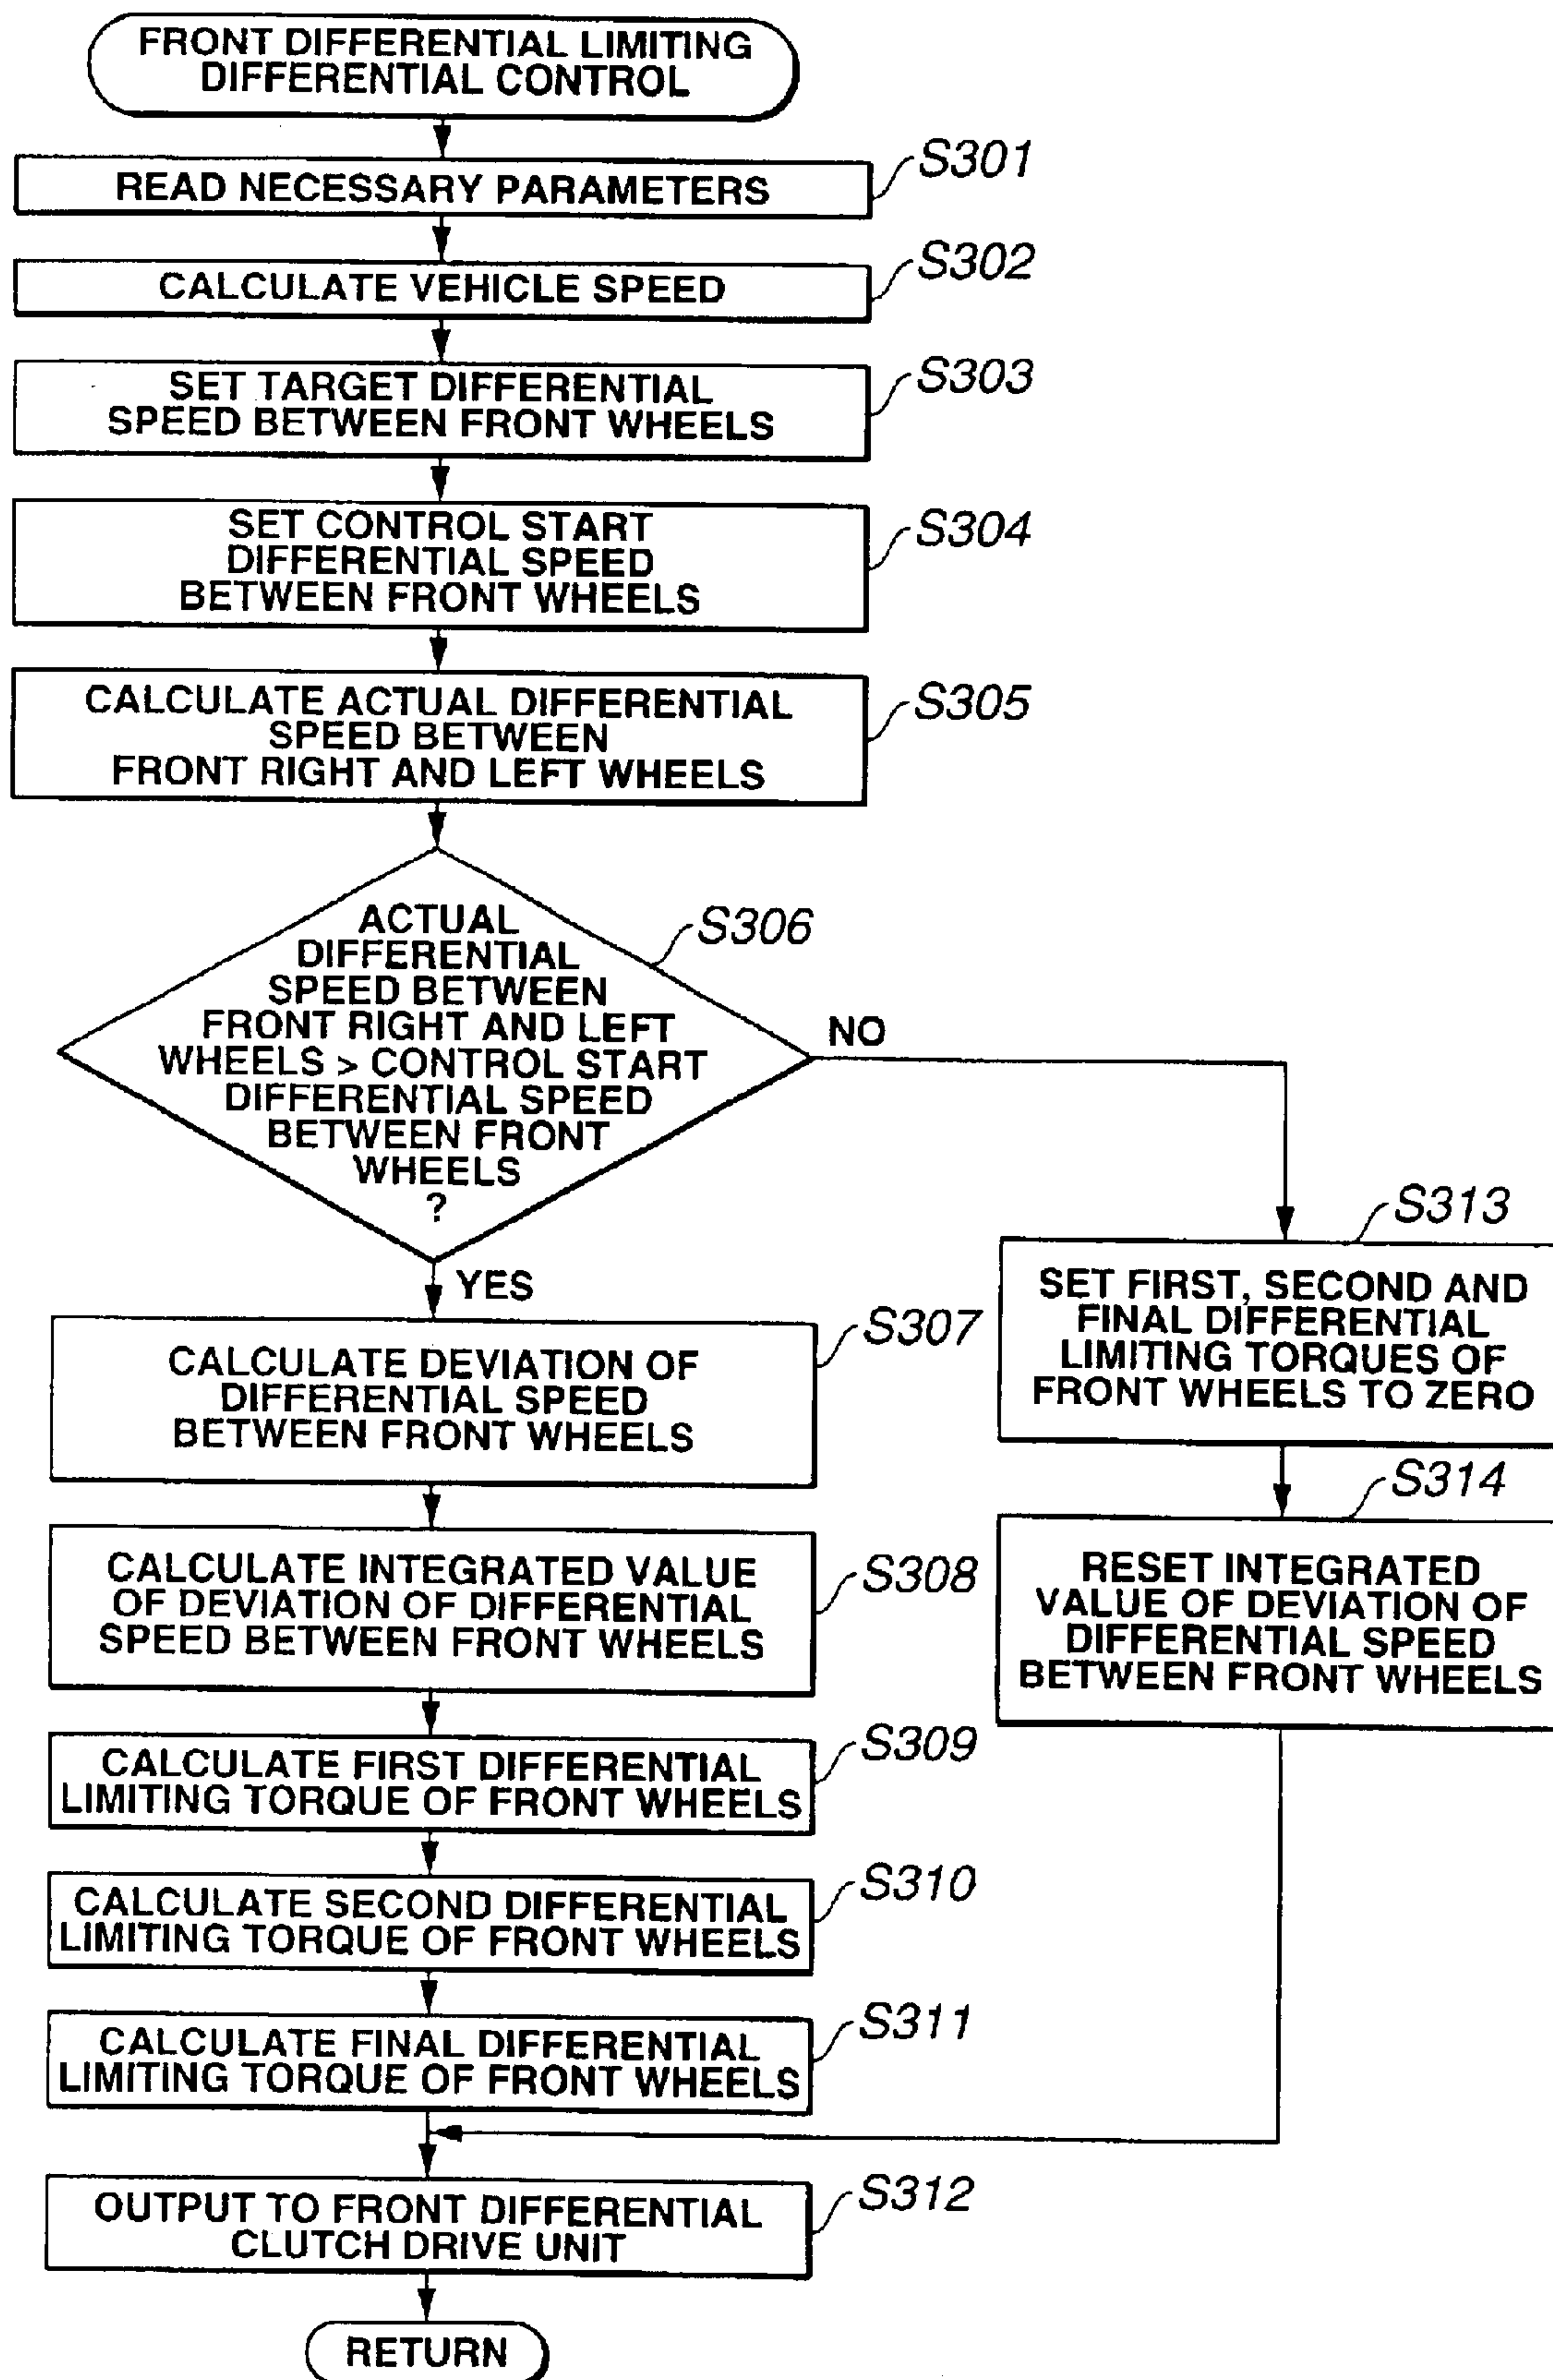 FRONT DIFFERENTIAL LIMITING
DIFFERENTIAL CONTROL
S301
READ NECESSARY PARAMETERS
S302
CALCULATE VEHICLE SPEED
S303
SET TARGET DIFFERENTIAL
SPEED BETWEEN FRONT WHEELS
S304
SET CONTROL START
DIFFERENTIAL SPEED
BETWEEN FRONT WHEELS
S305
CALCULATE ACTUAL DIFFERENTIAL
SPEED BETWEEN
FRONT RIGHT AND LEFT WHEELS
S306
ACTUAL
DIFFERENTIAL
SPEED BETWEEN
FRONT RIGHT AND LEFT
WHEELS > CONTROL START
DIFFERENTIAL SPEED
BETWEEN FRONT
WHEELS
?
NO
YES
S307
CALCULATE DEVIATION OF
DIFFERENTIAL SPEED
BETWEEN FRONT WHEELS
S308
CALCULATE INTEGRATED VALUE
OF DEVIATION OF DIFFERENTIAL
SPEED BETWEEN FRONT WHEELS
S309
CALCULATE FIRST DIFFERENTIAL
LIMITING TORQUE OF FRONT WHEELS
S310
CALCULATE SECOND DIFFERENTIAL
LIMITING TORQUE OF FRONT WHEELS
S311
CALCULATE FINAL DIFFERENTIAL
LIMITING TORQUE OF FRONT WHEELS
S313
SET FIRST, SECOND AND
FINAL DIFFERENTIAL
LIMITING TORQUES OF
FRONT WHEELS TO ZERO
S314
RESET INTEGRATED
VALUE OF DEVIATION OF
DIFFERENTIAL SPEED
BETWEEN FRONT WHEELS
S312
OUTPUT TO FRONT DIFFERENTIAL
CLUTCH DRIVE UNIT
RETURN